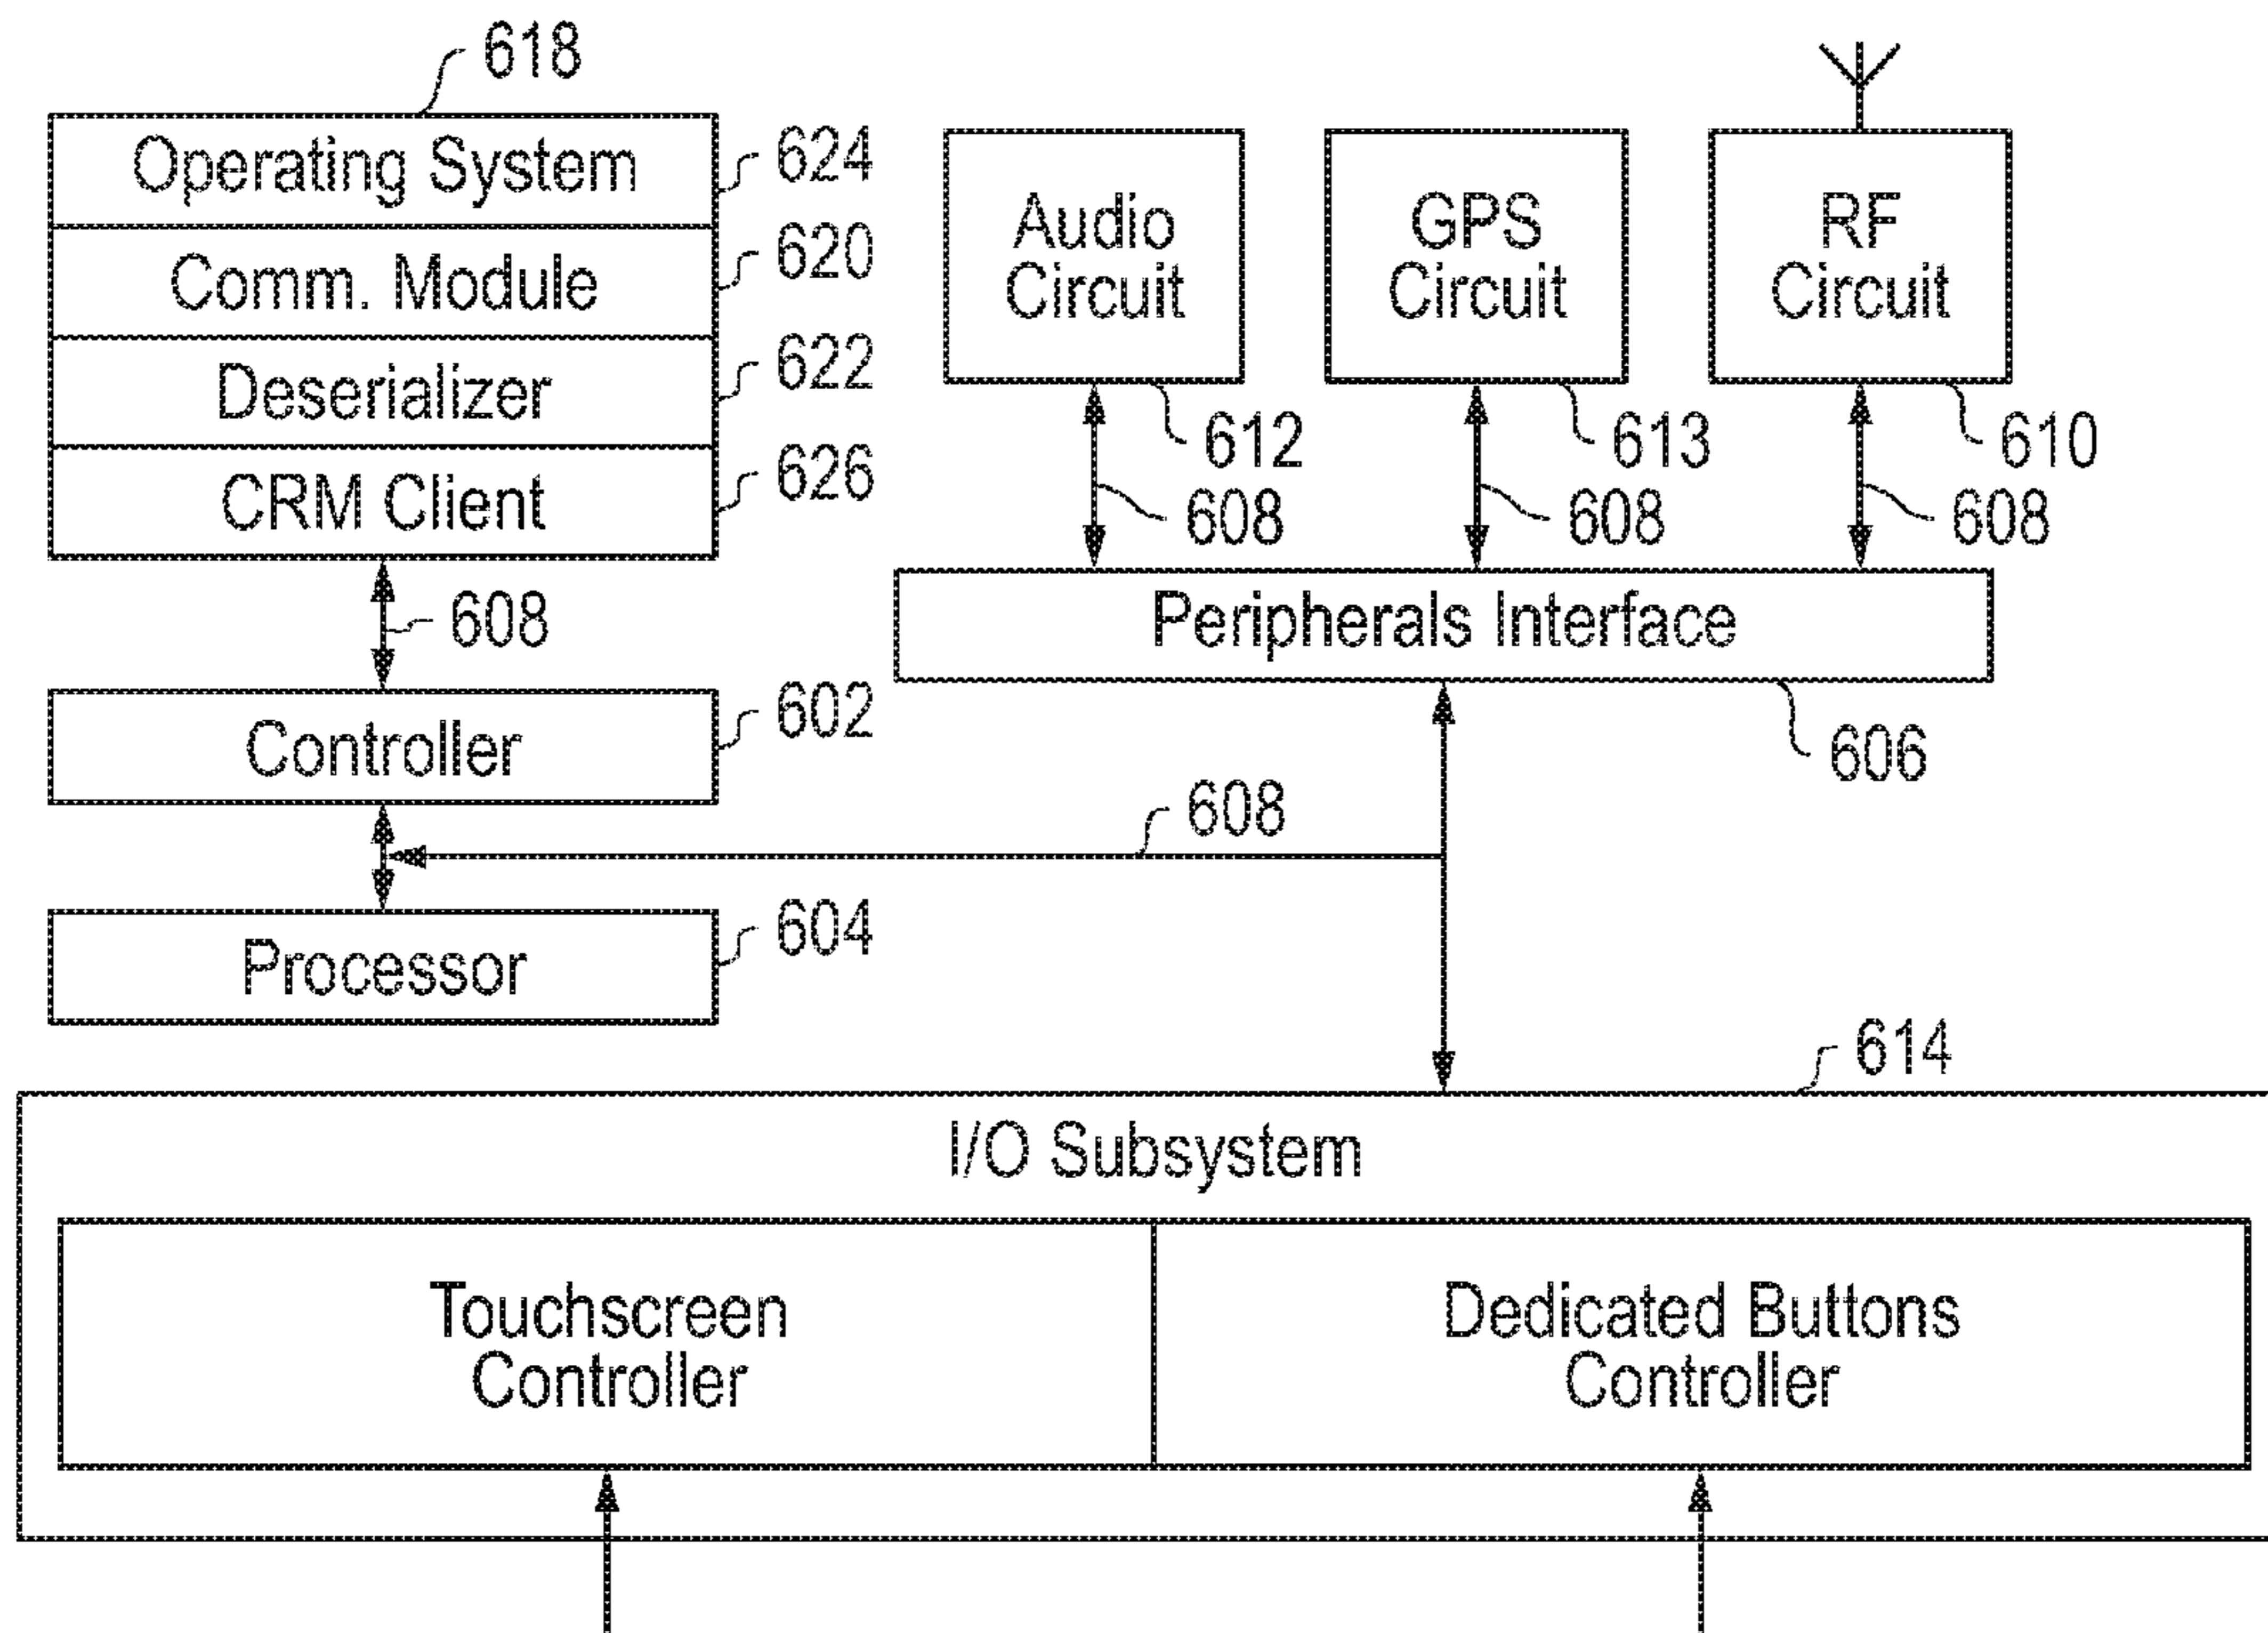 618
Operating System
624
Comm. Module
620
Deserializer
622
CRM Client
626
608
Controller
602
608
Processor
604
Audio
Circuit
612
608
GPS
Circuit
613
608
RF
Circuit
610
608
Peripherals Interface
606
614
I/O Subsystem
Touchscreen
Controller
Dedicated Buttons
Controller